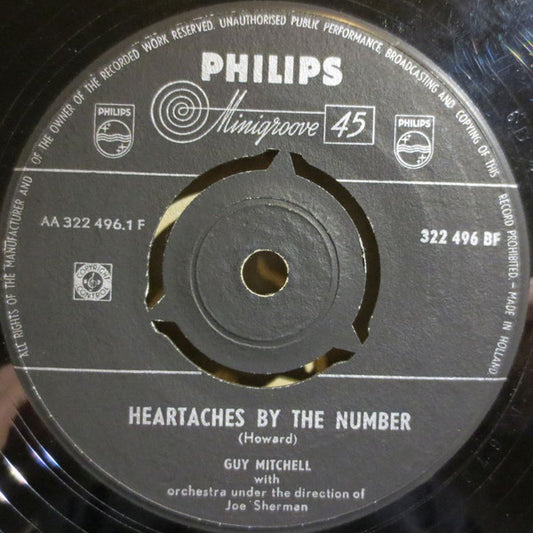 ALL RIGHTS OF THE MANUFACTURER AND OF THE OWNER OF THE RECORDED WORK RESERVED. UNAUTHORISED PUBLIC PERFORMANCE, BROADCASTING AND COPYING OF THIS RECORD PROHIBITED - MADE IN HOLLAND
PHILIPS
Minigroove 45
PHILIPS PHILIPS
AA 322 496.1 F 322 496 BF
COPYRIGHT
CONTROL
HEARTACHES BY THE NUMBER
(Howard)
GUY MITCHELL
with
orchestra under the direction of
Joe Sherman